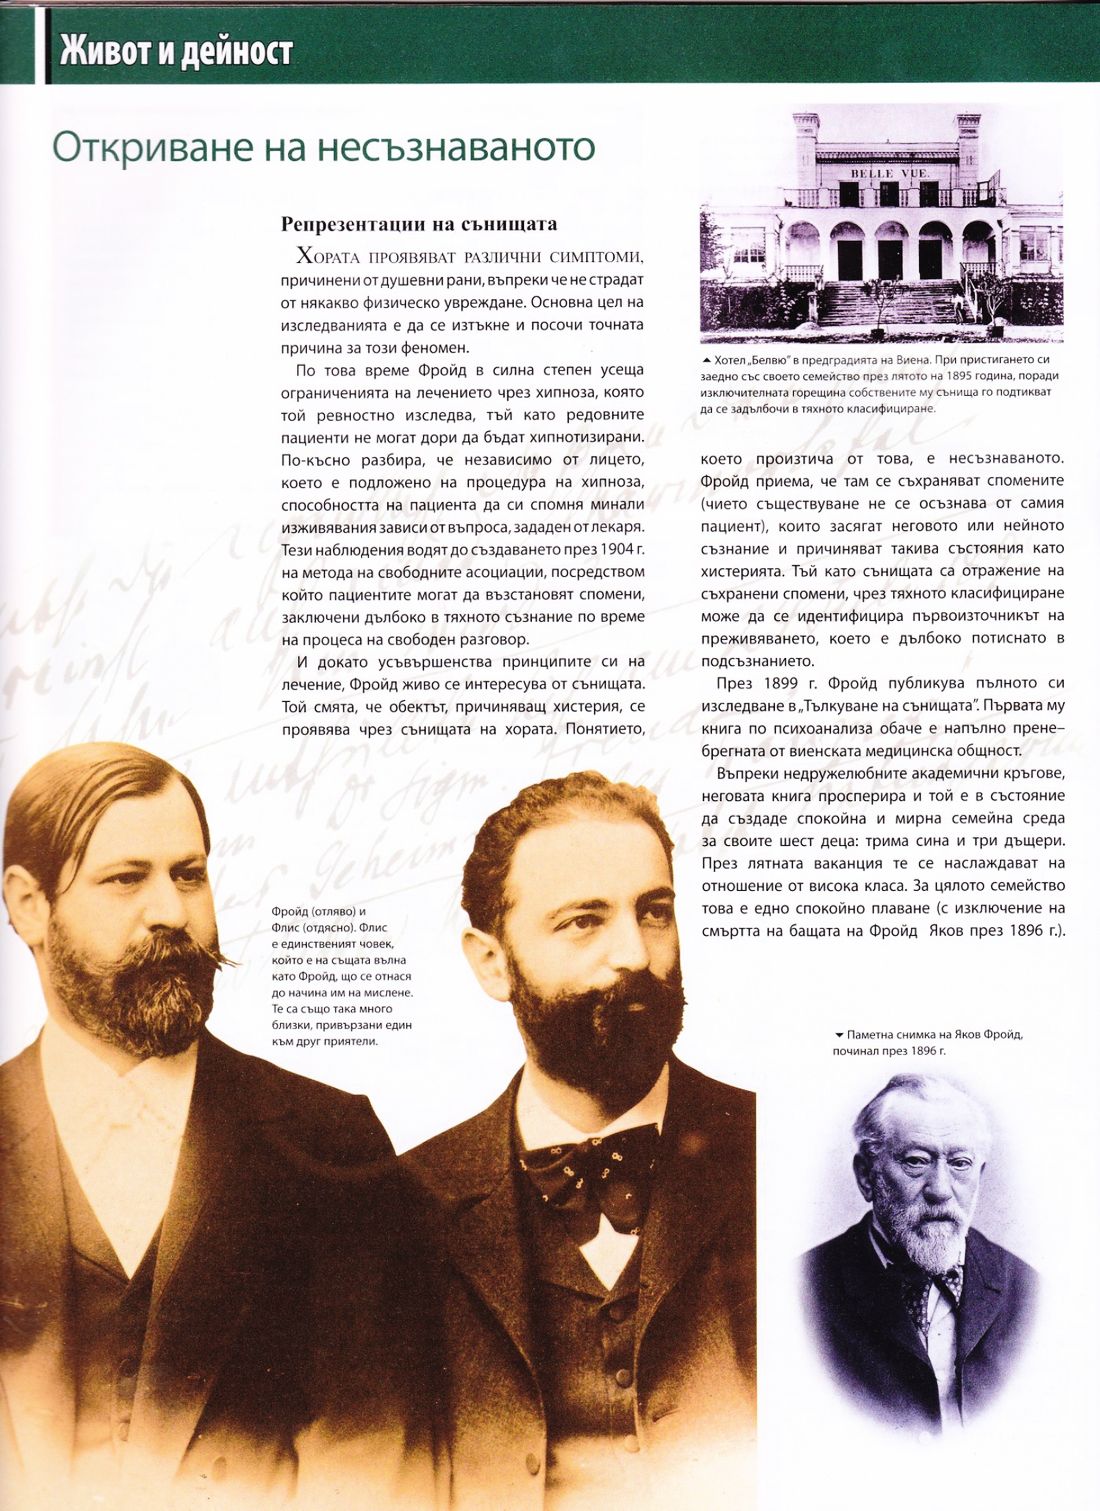 Живот и дейност
Откриване на несъзнаваното
Репрезентации на сънищата
Хората проявяват различни симптоми,
причинени от душевни рани, въпреки че не страдат
от някакво физическо увреждане. Основна цел на
изследванията е да се изтъкне и посочи точната
причина за този феномен.
По това време Фройд в силна степен усеща
ограниченията на лечението чрез хипноза, която
той ревностно изследва, тъй като редовните
пациенти не могат дори да бъдат хипнотизирани.
По-късно разбира, че независимо от лицето,
което е подложено на процедура на хипноза,
способността на пациента да си спомня минали
изживявания зависи от въпроса, зададен от лекаря.
Тези наблюдения водят до създаването през 1904 г.
на метода на свободните асоциации, посредством
който пациентите могат да възстановят спомени,
заключени дълбоко в тяхното съзнание по време
на процеса на свободен разговор.
И докато усъвършенства принципите си на
лечение, Фройд живо се интересува от сънищата.
Той смята, че обектът, причиняващ хистерия, се
проявява чрез сънищата на хората. Понятието,
BELLE VUE.
Хотел „Белвю" в предградията на Виена. При пристигането си
заедно със своето семейство през лятото на 1895 година, поради
изключителната горещина собствените му сънища го подтикват
да се задълбочи в тяхното класифициране.
което произтича от това, е несъзнаваното.
Фройд приема, че там се съхраняват спомените
(чието съществуване не се осъзнава от самия
пациент), които засягат неговото или нейното
съзнание и причиняват такива състояния като
хистерията. Тъй като сънищата са отражение на
съхранени спомени, чрез тяхното класифициране
може да се идентифицира първоизточникът на
преживяването, което е дълбоко потиснато в
подсъзнанието.
През 1899 г. Фройд публикува пълното си
изследване в „Тълкуване на сънищата". Първата му
книга по психоанализа обаче е напълно прене–
брегната от виенската медицинска общност.
Въпреки недружелюбните академични кръгове,
неговата книга просперира и той е в състояние
да създаде спокойна и мирна семейна среда
за своите шест деца: трима сина и три дъщери.
През лятната ваканция те се наслаждават на
отношение от висока класа. За цялото семейство
това е едно спокойно плаване (с изключение на
смъртта на бащата на Фройд Яков през 1896 г.).
Фройд (отляво) и
Флис (отдясно). Флис
е единственият човек,
който е на същата вълна
като Фройд, що се отнася
до начина им на мислене.
Те са също така много
близки, привързани един
към друг приятели.
Паметна снимка на Яков Фройд,
починал през 1896 г.